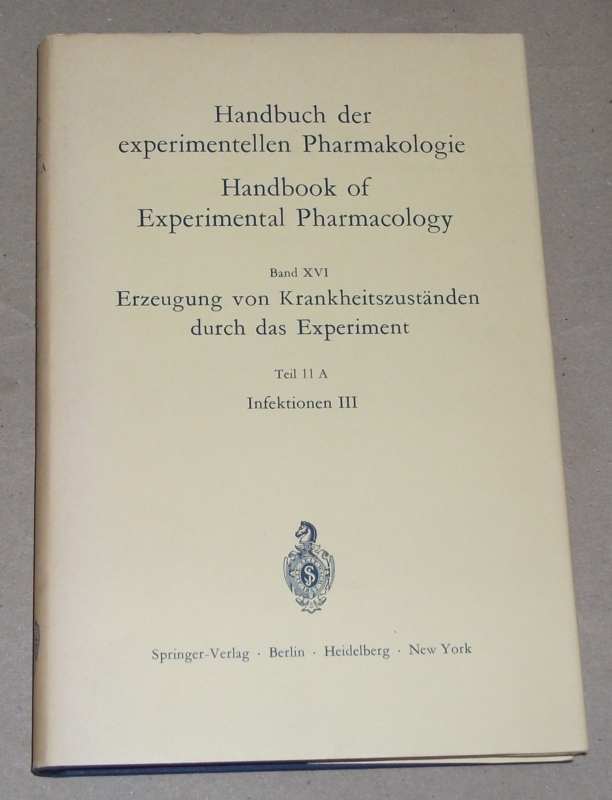 Handbuch der
experimentellen Pharmakologie
Handbook of
Experimental Pharmacology
Band XVI
Erzeugung von Krankheitszuständen
durch das Experiment
Teil 11 A
Infektionen III
Springer-Verlag · Berlin · Heidelberg · New York